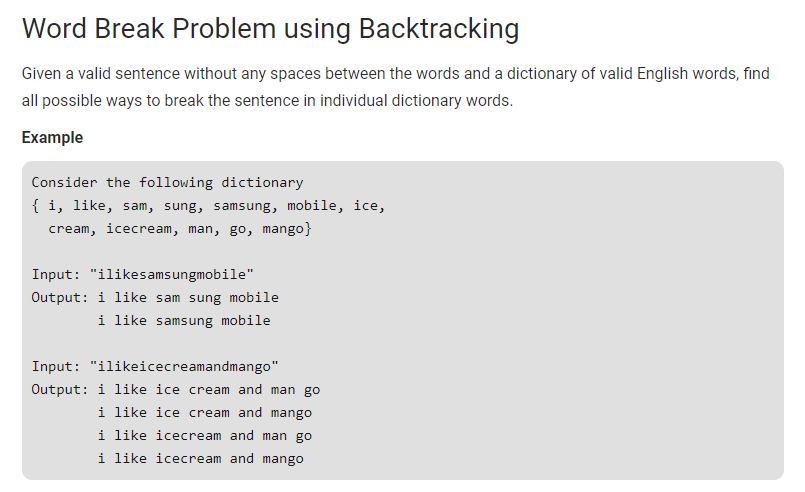 Word Break Problem using Backtracking
Given a valid sentence without any spaces between the words and a dictionary of valid English words, find
all possible ways to break the sentence in individual dictionary words.
Example
Consider the following dictionary
{ i, like, sam, sung, samsung, mobile, ice,
  cream, icecream, man, go, mango}

Input: "ilikesamsungmobile"
Output: i like sam sung mobile
        i like samsung mobile

Input: "ilikeicecreamandmango"
Output: i like ice cream and man go
        i like ice cream and mango
        i like icecream and man go
        i like icecream and mango